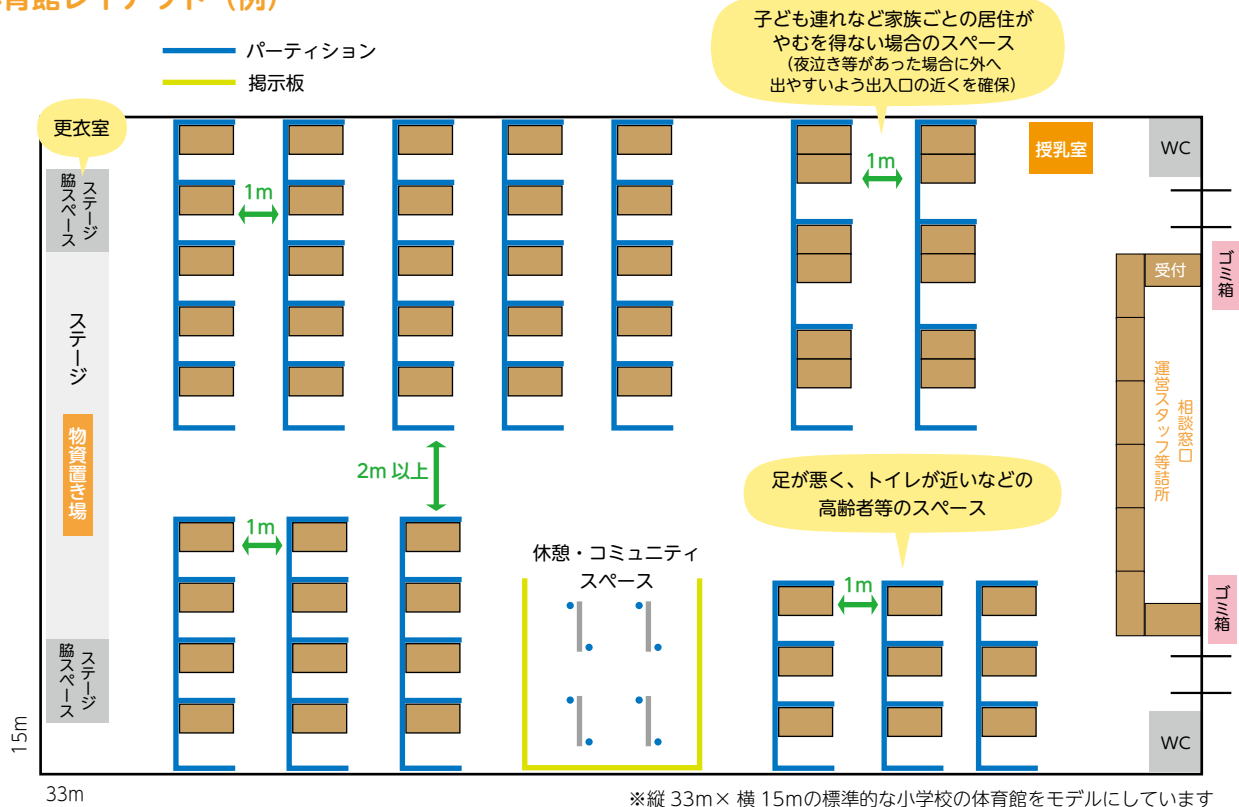 育館レイアウト（例）
パーティション
掲示板
子ども連れなど家族ごとの居住が
やむを得ない場合のスペース
（夜泣き等があった場合に外へ
出やすいよう出入口の近くを確保）
更衣室
ステージ
脇スペース
1m
1m
授乳室
WC
ゴミ箱
受付
ステージ
物資置き場
相談窓口
運営スタッフ等詰所
2m 以上
足が悪く、トイレが近いなどの
高齢者等のスペース
1m
休憩・コミュニティ
スペース
1m
ゴミ箱
ステージ
脇スペース
WC
15m
33m
※縦 33m× 横 15mの標準的な小学校の体育館をモデルにしています